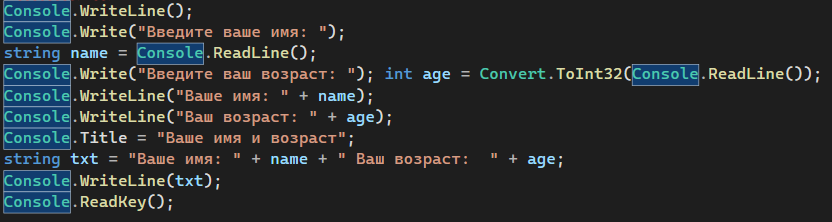 Console.WriteLine();
Console.Write("Введите ваше имя: ");
string name = Console.ReadLine();
Console.Write("Введите ваш возраст: "); int age = Convert.ToInt32(Console.ReadLine());
Console.WriteLine("Ваше имя: " + name);
Console.WriteLine("Ваш возраст: " + age);
Console.Title = "Ваше имя и возраст";
string txt = "Ваше имя: " + name + " Ваш возраст:  " + age;
Console.WriteLine(txt);
Console.ReadKey();